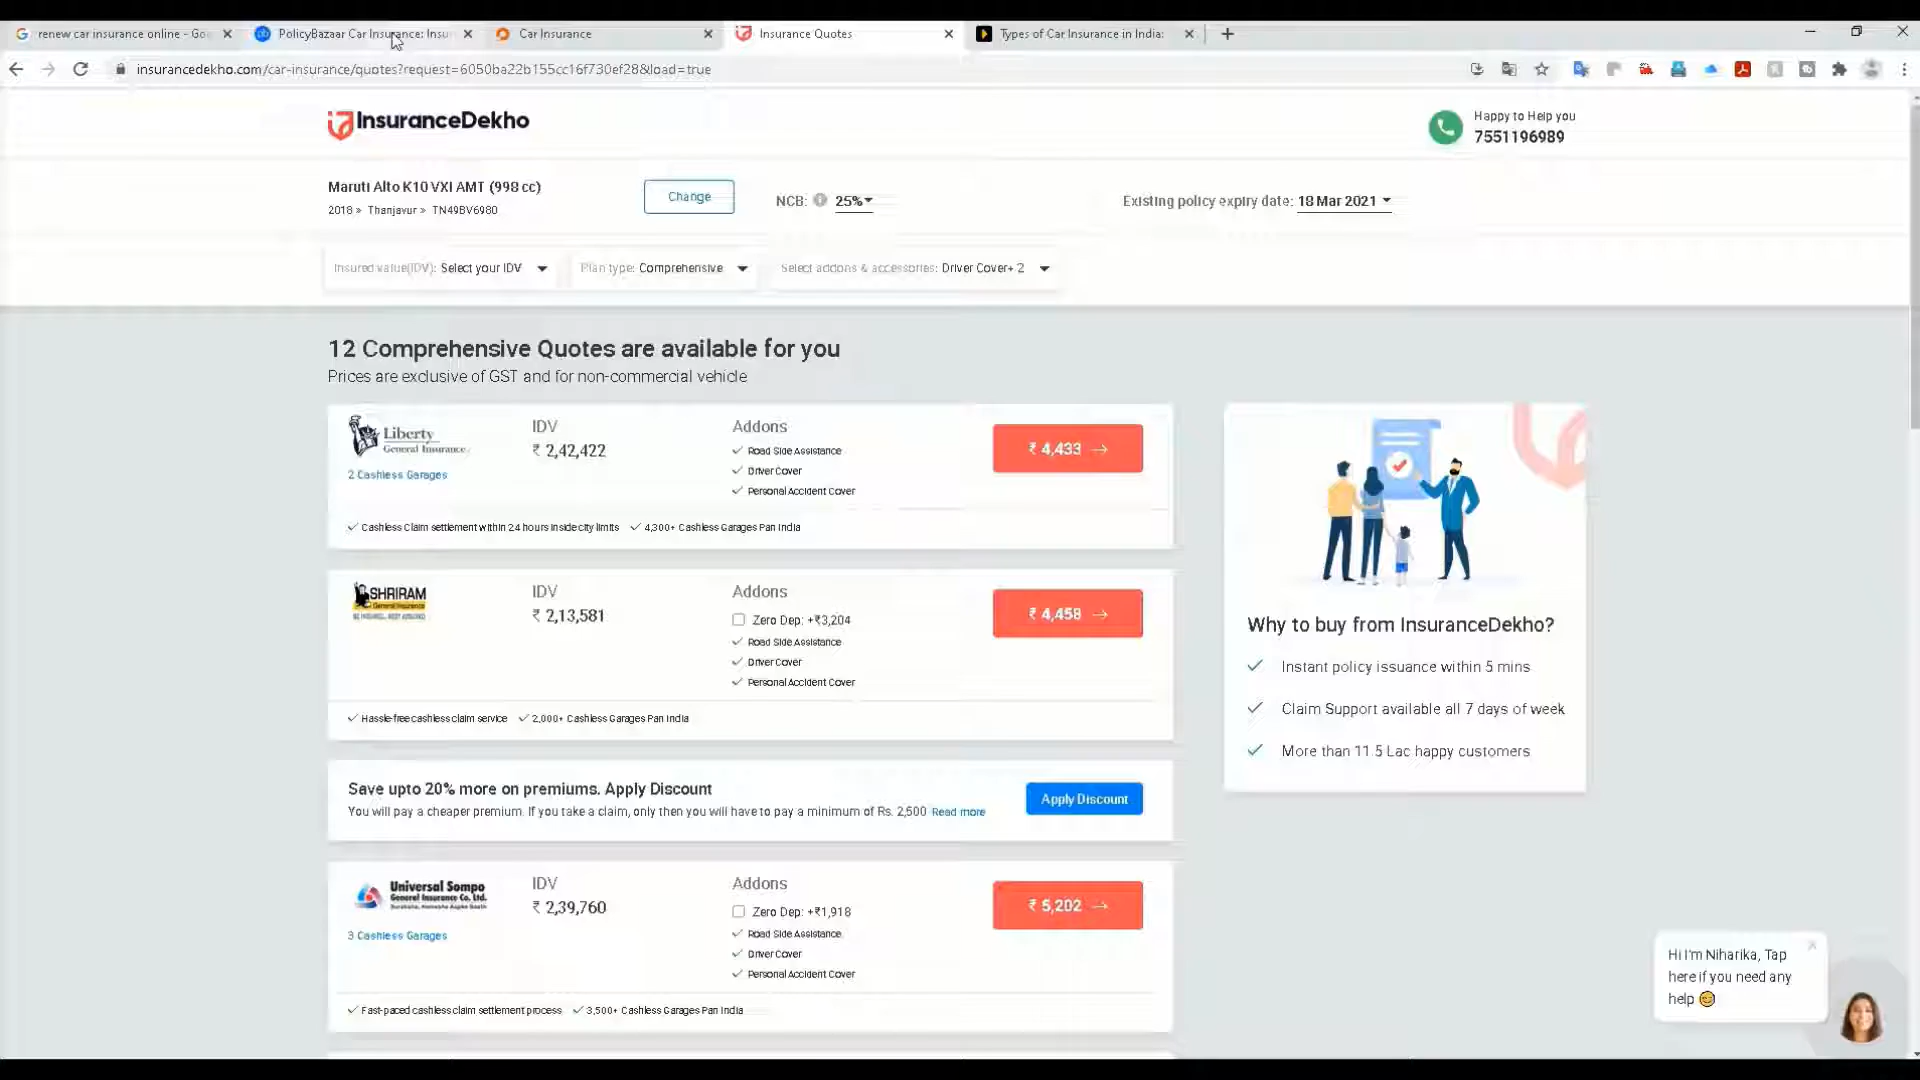 renew car insurance online - Goo
PolicyBazaar Car Insurance: Insur
Car Insurance
Insurance Quotes
Types of Car Insurance in India:
insurancedekho.com/car-insurance/quotes?request=6050ba22b155cc16f730ef28&load=true
InsuranceDekho
Happy to Help you
7551196989
Maruti Alto K10 VXI AMT (998 cc)
2018 » Thanjavur » TN49BV6980
Change
NCB: 25%
Existing policy expiry date: 18 Mar 2021
Insured value(IDV): Select your IDV
Plan type: Comprehensive
Select addons & accessories: Driver Cover+ 2
12 Comprehensive Quotes are available for you
Prices are exclusive of GST and for non-commercial vehicle
Liberty
General Insurance
2 Cashless Garages
IDV
₹ 2,42,422
Addons
Road Side Assistance
Driver Cover
Personal Accident Cover
₹ 4,433 →
Cashless Claim settlement within 24 hours inside city limits
4,300+ Cashless Garages Pan India
SHRIRAM
General Insurance
IDV
₹ 2,13,581
Addons
Zero Dep: +₹3,204
Road Side Assistance
Driver Cover
Personal Accident Cover
₹ 4,458 →
Hassle-free cashless claim service
2,000+ Cashless Garages Pan India
Save upto 20% more on premiums. Apply Discount
You will pay a cheaper premium. If you take a claim, only then you will have to pay a minimum of Rs. 2,500 Read more
Apply Discount
Universal Sompo
General Insurance Co. Ltd.
3 Cashless Garages
IDV
₹ 2,39,760
Addons
Zero Dep: +₹1,918
Road Side Assistance
Driver Cover
Personal Accident Cover
₹ 5,202 →
Fast-paced cashless claim settlement process
3,500+ Cashless Garages Pan India
Why to buy from InsuranceDekho?
Instant policy issuance within 5 mins
Claim Support available all 7 days of week
More than 11.5 Lac happy customers
Hi I'm Niharika, Tap
here if you need any
help